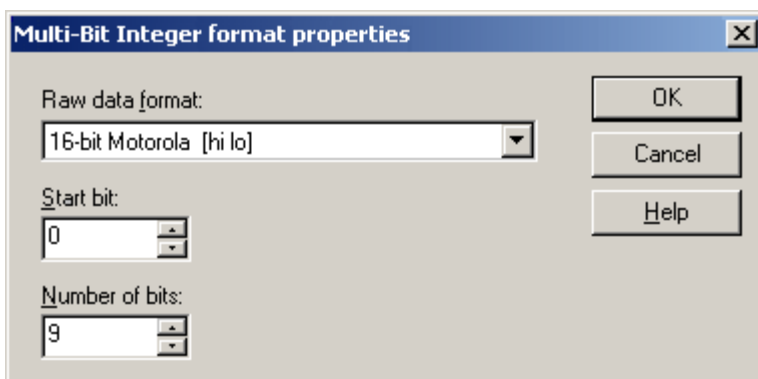 Multi-Bit Integer format properties
Raw data format:
16-bit Motorola  [hi lo]
Start bit:
0
Number of bits:
9
OK
Cancel
Help